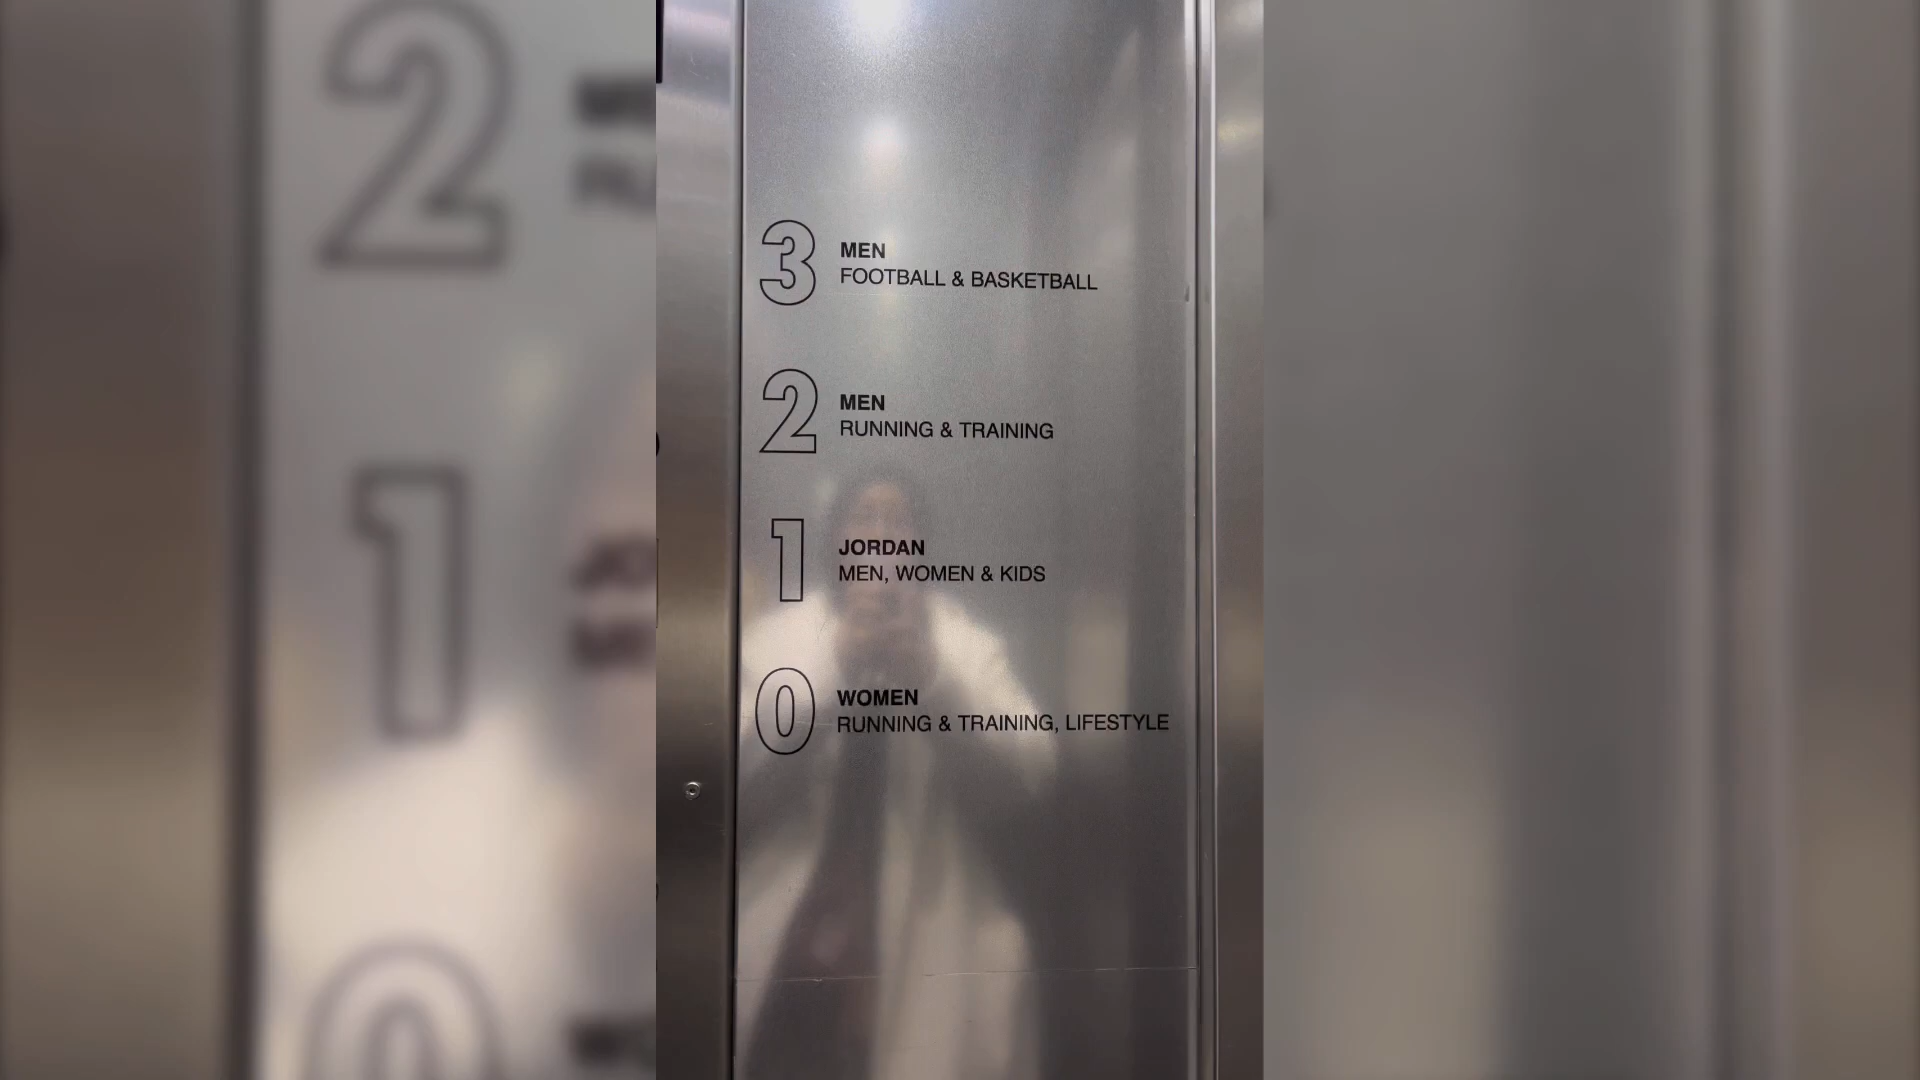 3
MEN
FOOTBALL & BASKETBALL
2
MEN
RUNNING & TRAINING
1
JORDAN
MEN, WOMEN & KIDS
0
WOMEN
RUNNING & TRAINING, LIFESTYLE